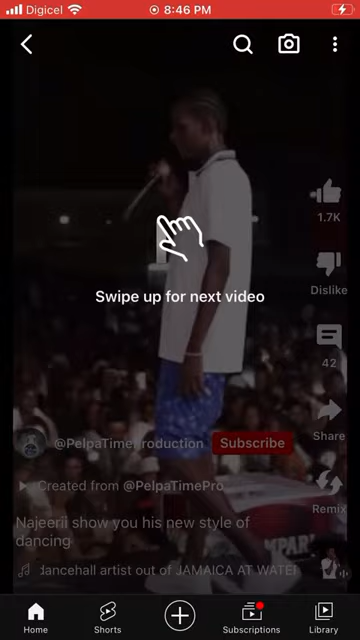 Digicel 8:46 PM
Swipe up for next video
1.7K
Dislike
42
Share
Remix
@PelpaTimeProduction Subscribe
Created from @PelpaTimePro
Najeerii show you his new style of
dancing
dancehall artist out of JAMAICA AT WATE
Home Shorts Subscriptions Library